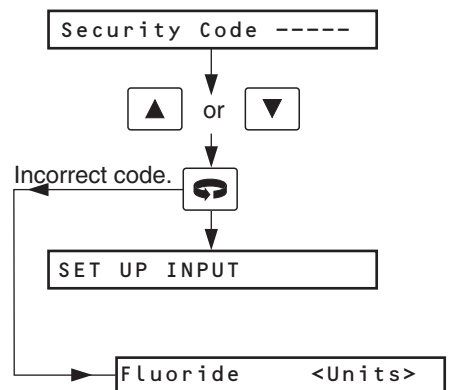 Security Code -----
or
Incorrect code.
SET UP INPUT
Fluoride <Units>